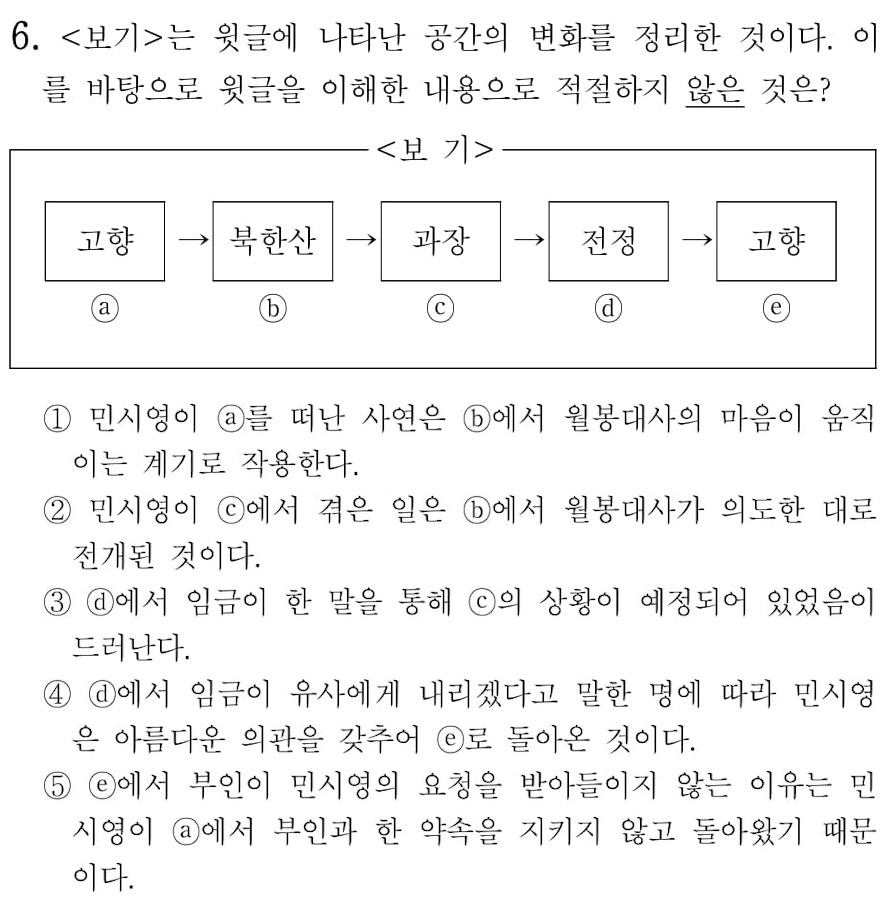 6. <보기>는 윗글에 나타난 공간의 변화를 정리한 것이다. 이
를 바탕으로 윗글을 이해한 내용으로 적절하지 않은 것은?
<보 기>
고향 → 북한산 → 과장 → 전정 → 고향
ⓐ ⓑ ⓒ ⓓ ⓔ
① 민시영이 ⓐ를 떠난 사연은 ⓑ에서 월봉대사의 마음이 움직
이는 계기로 작용한다.
② 민시영이 ⓒ에서 겪은 일은 ⓑ에서 월봉대사가 의도한 대로
전개된 것이다.
③ ⓓ에서 임금이 한 말을 통해 ⓒ의 상황이 예정되어 있었음이
드러난다.
④ ⓓ에서 임금이 유사에게 내리겠다고 말한 명에 따라 민시영
은 아름다운 의관을 갖추어 ⓔ로 돌아온 것이다.
⑤ ⓔ에서 부인이 민시영의 요청을 받아들이지 않는 이유는 민
시영이 ⓐ에서 부인과 한 약속을 지키지 않고 돌아왔기 때문
이다.